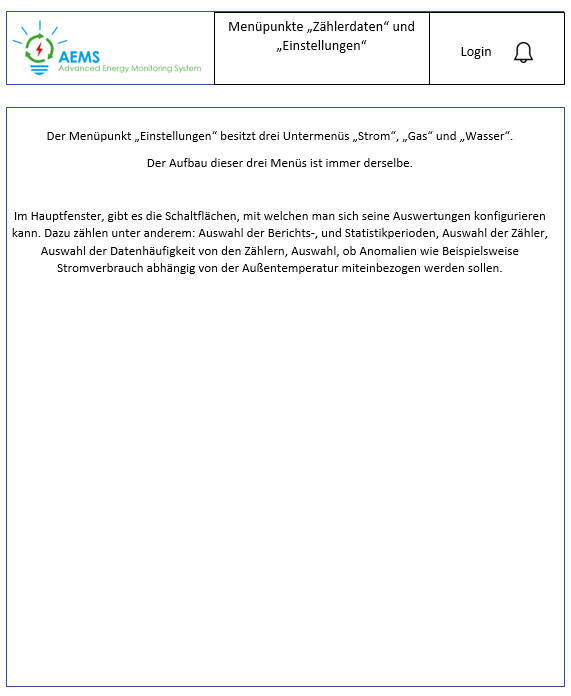 AEMS
Advanced Energy Monitoring System
Menüpunkte „Zählerdaten“ und
„Einstellungen“
Login
Der Menüpunkt „Einstellungen“ besitzt drei Untermenüs „Strom“, „Gas“ und „Wasser“.
Der Aufbau dieser drei Menüs ist immer derselbe.
Im Hauptfenster, gibt es die Schaltflächen, mit welchen man sich seine Auswertungen konfigurieren
kann. Dazu zählen unter anderem: Auswahl der Berichts-, und Statistikperioden, Auswahl der Zähler,
Auswahl der Datenhäufigkeit von den Zählern, Auswahl, ob Anomalien wie Beispielsweise
Stromverbrauch abhängig von der Außentemperatur miteinbezogen werden sollen.